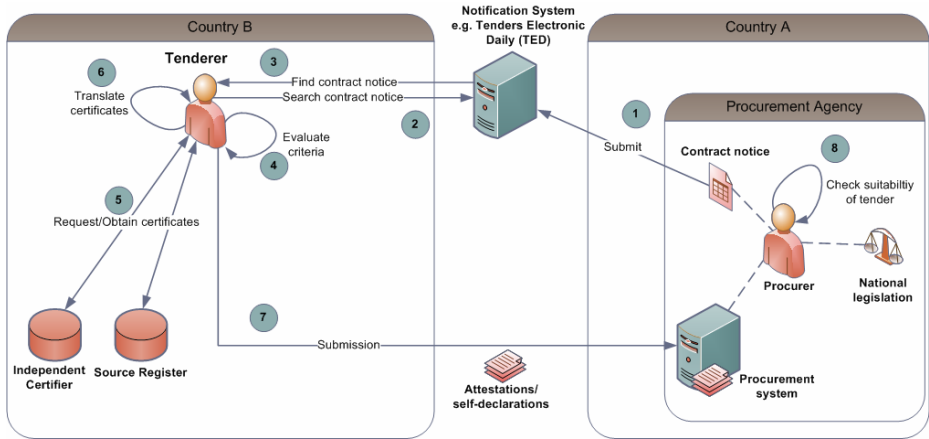 Notification System
e.g. Tenders Electronic
Daily (TED)
Country B
Country A
Tenderer
3
6
Find contract notice
Search contract notice
Translate
certificates
2
1
Procurement Agency
Evaluate
criteria
4
Submit
Contract notice
8
Check suitabiltiy
of tender
5
Request/Obtain certificates
Procurer
National
legislation
7
Submission
Independent
Certifier
Source Register
Attestations/
self-declarations
Procurement
system